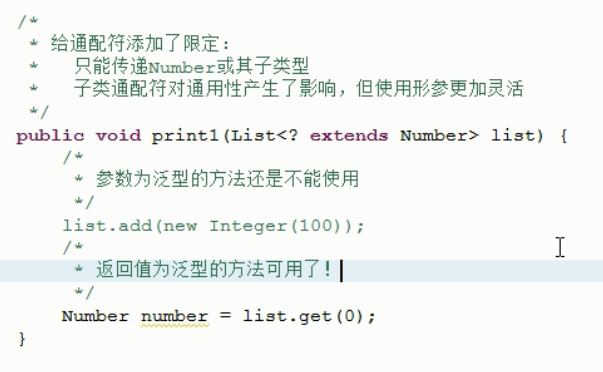 /*
 * 给通配符添加了限定:
 *   只能传递Number或其子类型
 *   子类通配符对通用性产生了影响，但使用形参更加灵活
 */
public void print1(List<? extends Number> list) {
    /*
     * 参数为泛型的方法还是不能使用
     */
    list.add(new Integer(100));
    /*
     * 返回值为泛型的方法可用了!
     */
    Number number = list.get(0);
}